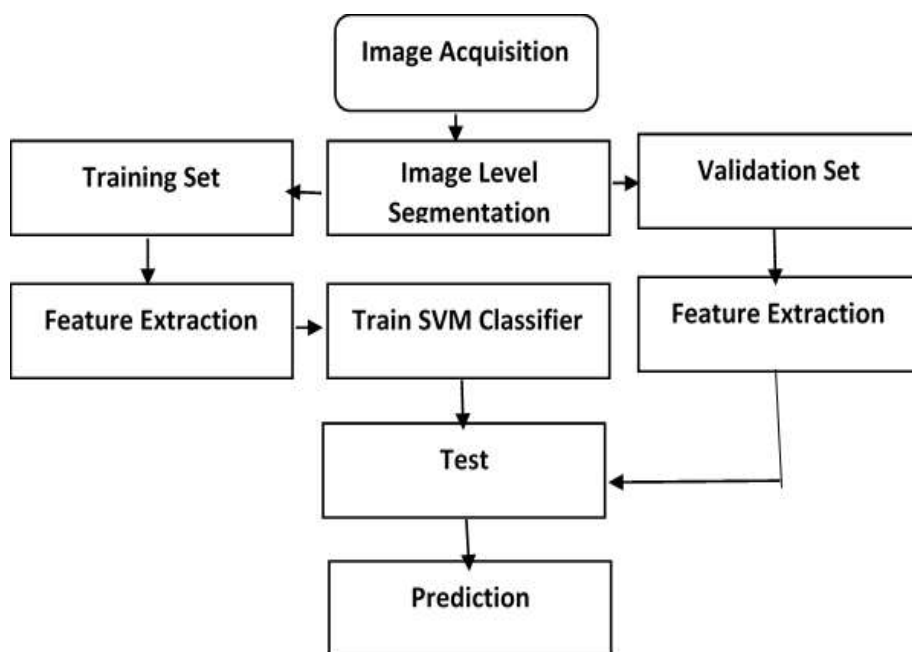 Image Acquisition
Training Set
Image Level
Segmentation
Validation Set
Feature Extraction
Train SVM Classifier
Feature Extraction
Test
Prediction